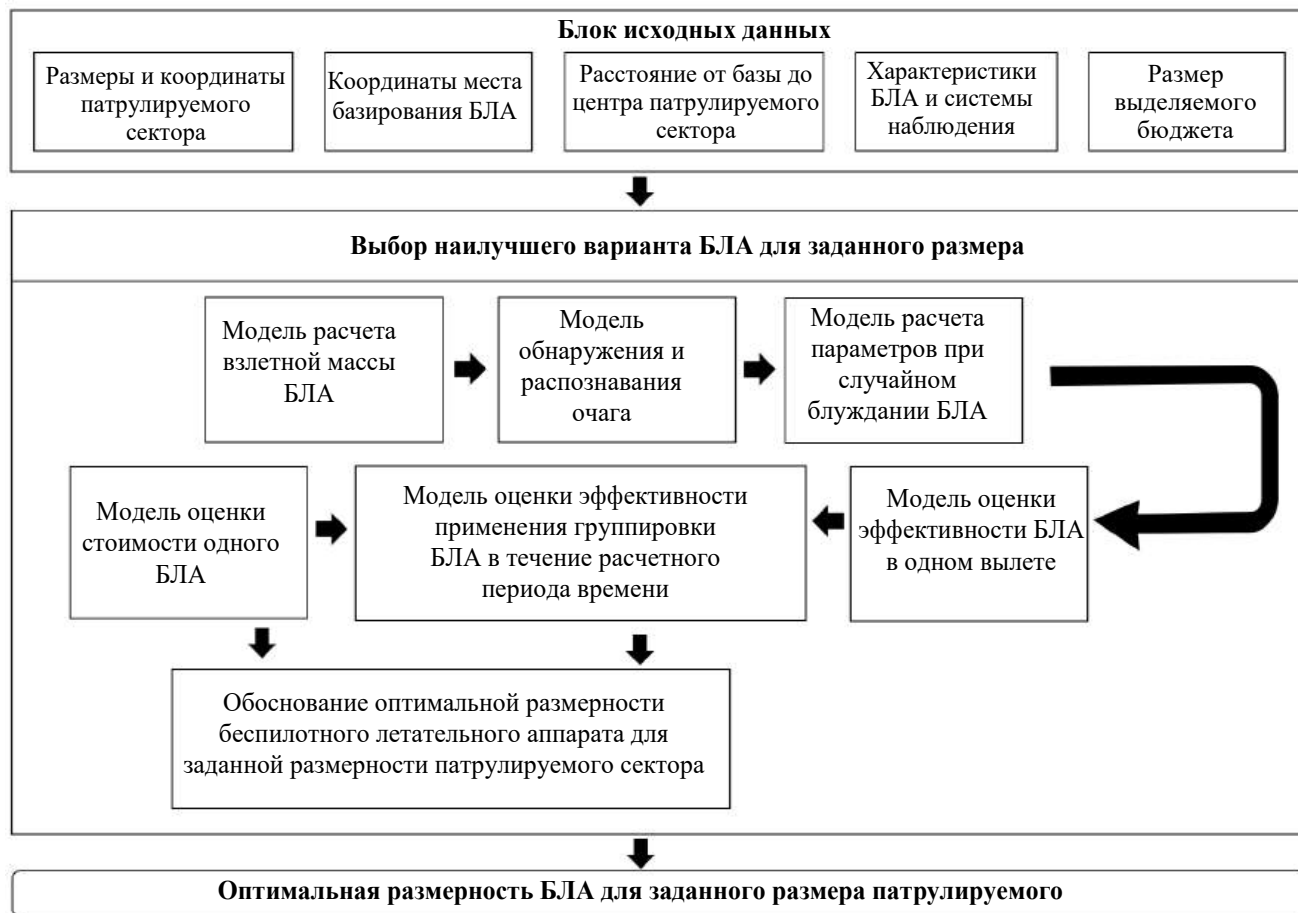 Блок исходных данных
Размеры и координаты
патрулируемого
сектора
Координаты места
базирования БЛА
Расстояние от базы до
центра патрулируемого
сектора
Характеристики
БЛА и системы
наблюдения
Размер
выделяемого
бюджета
Выбор наилучшего варианта БЛА для заданного размера
Модель расчета
взлетной массы
БЛА
Модель
обнаружения и
распознавания
очага
Модель расчета
параметров при
случайном
блуждании БЛА
Модель оценки
стоимости одного
БЛА
Модель оценки эффективности
применения группировки
БЛА в течение расчетного
периода времени
Модель оценки
эффективности БЛА
в одном вылете
Обоснование оптимальной размерности
беспилотного летательного аппарата для
заданной размерности патрулируемого сектора
Оптимальная размерность БЛА для заданного размера патрулируемого